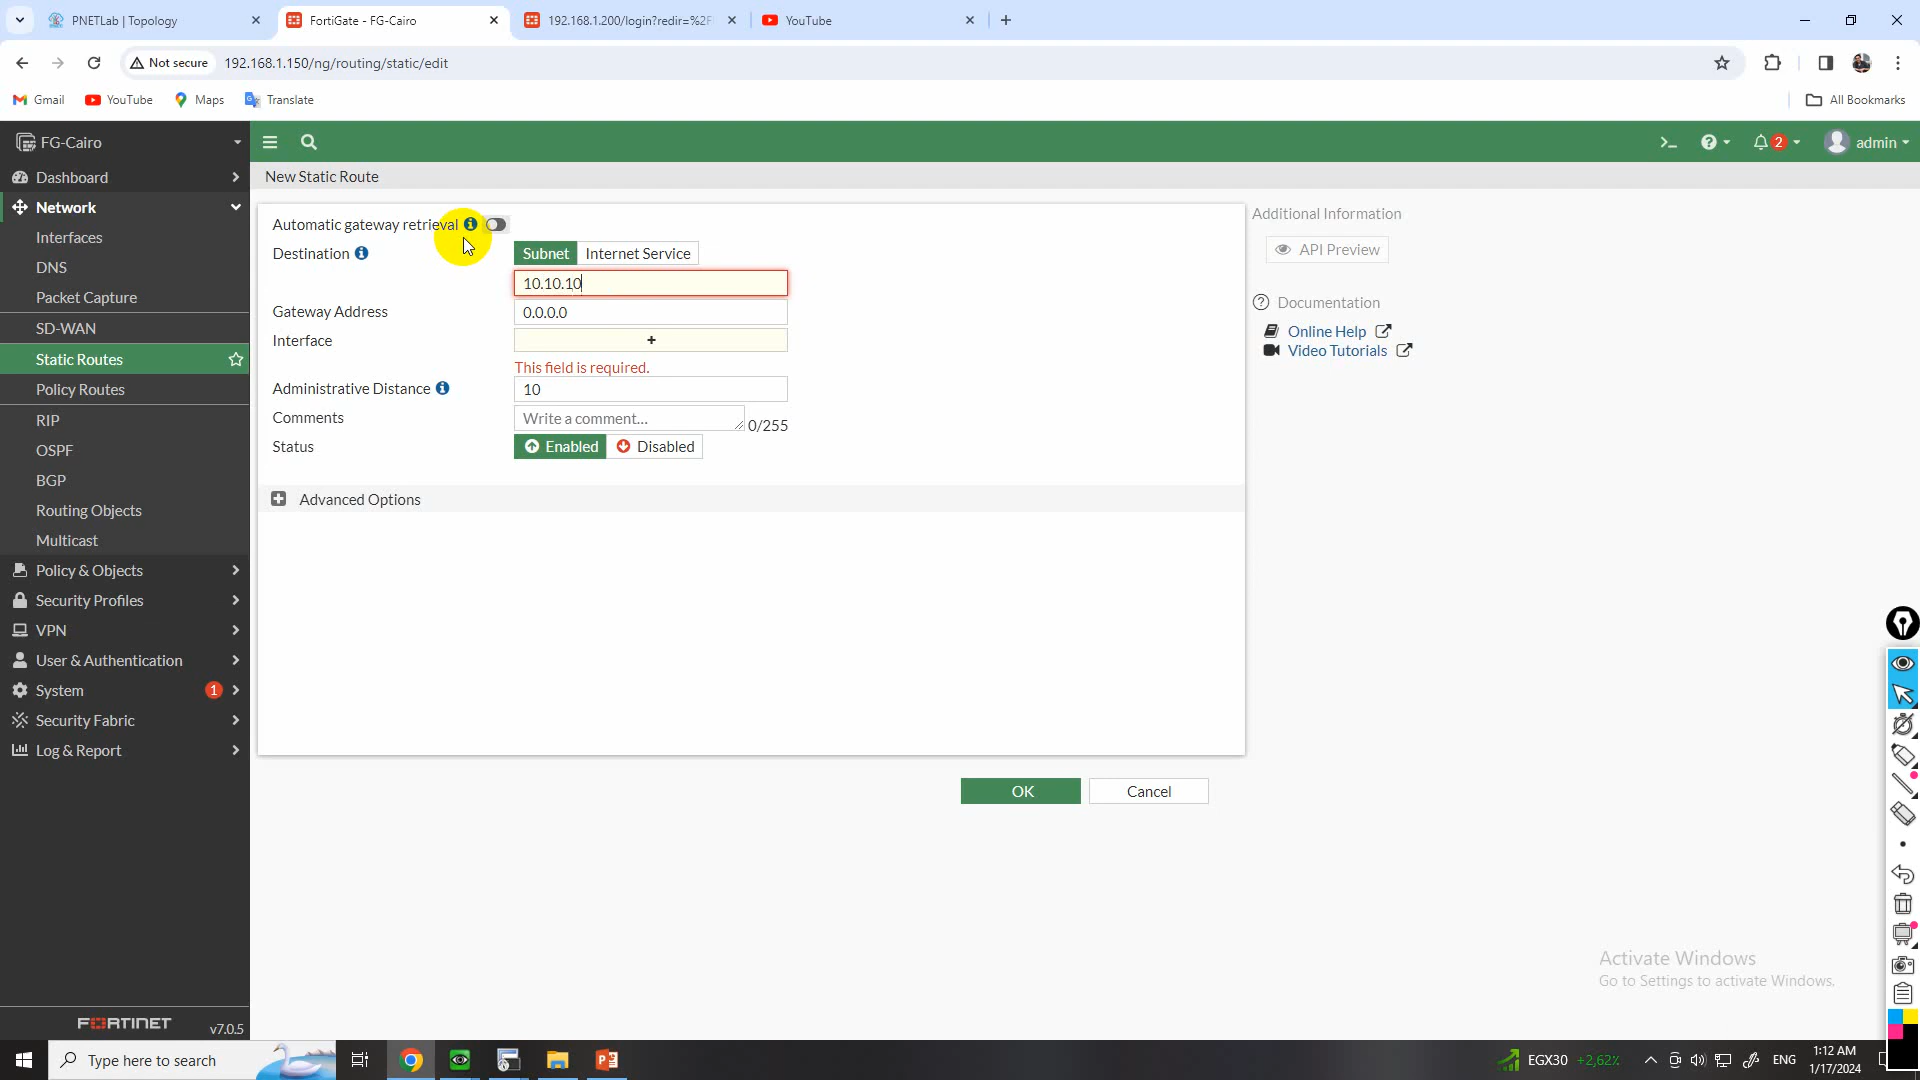 PNETLab | Topology
FortiGate - FG-Cairo
192.168.1.200/login?redir=%2F
YouTube
Not secure
192.168.1.150/ng/routing/static/edit
Gmail
YouTube
Maps
Translate
All Bookmarks
FG-Cairo
admin
2
Dashboard
Network
Interfaces
DNS
Packet Capture
SD-WAN
Static Routes
Policy Routes
RIP
OSPF
BGP
Routing Objects
Multicast
Policy & Objects
Security Profiles
VPN
User & Authentication
System
1
Security Fabric
Log & Report
FORTINET
v7.0.5
New Static Route
Automatic gateway retrieval
Destination
Subnet
Internet Service
10.10.10
Gateway Address
0.0.0.0
Interface
+
This field is required.
Administrative Distance
10
Comments
Write a comment...
0/255
Status
Enabled
Disabled
Advanced Options
OK
Cancel
Additional Information
API Preview
Documentation
Online Help
Video Tutorials
Activate Windows
Go to Settings to activate Windows.
Type here to search
EGX30
+2,62%
ENG
1:12 AM
1/17/2024